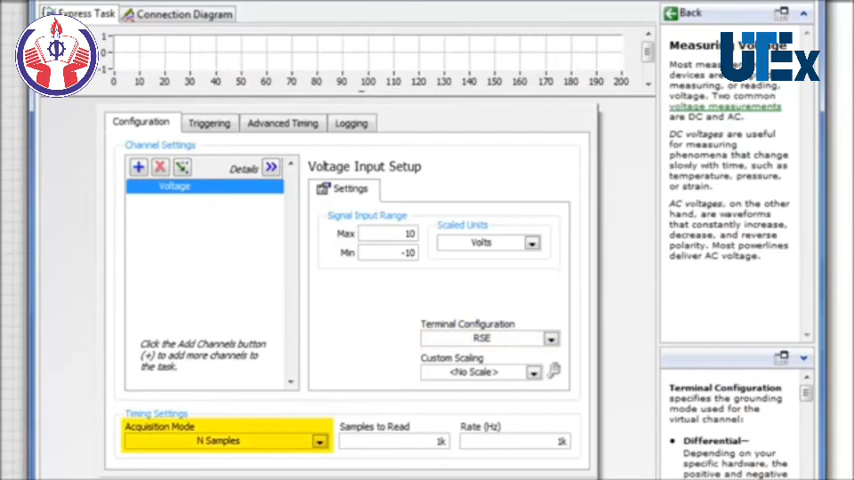 Express Task
Connection Diagram
1
0
-1
0 10 20 30 40 50 60 70 80 90 100 110 120 130 140 150 160 170 180 190 200
Configuration
Triggering
Advanced Timing
Logging
Channel Settings
Details
Voltage
Click the Add Channels button
(+) to add more channels to
the task.
Voltage Input Setup
Settings
Signal Input Range
Max 10
Min -10
Scaled Units
Volts
Terminal Configuration
RSE
Custom Scaling
<No Scale>
Timing Settings
Acquisition Mode
N Samples
Samples to Read
1k
Rate (Hz)
1k
Back
UTEx
Measuring Voltage
Most
devices are
measuring, or reading,
voltage. Two common
voltage measurements
are DC and AC.
DC voltages are useful
for measuring
phenomena that change
slowly with time, such as
temperature, pressure,
or strain.
AC voltages, on the other
hand, are waveforms
that constantly increase,
decrease, and reverse
polarity. Most powerlines
deliver AC voltage.
Terminal Configuration
specifies the grounding
mode used for the
virtual channel:
• Differential—
Depending on your
specific hardware, the
positive and negative